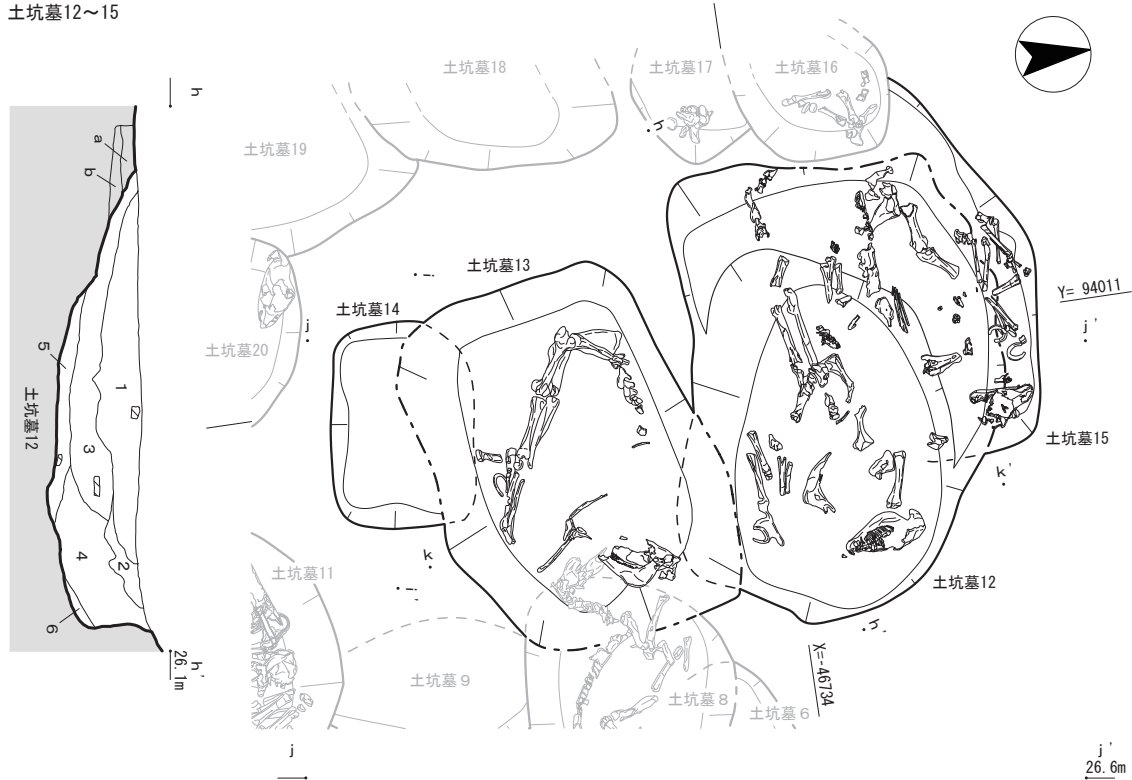 土坑墓12～15
土坑墓18
土坑墓17
土坑墓16
土坑墓19
h
h
a
b
土坑墓13
i
Y= 94011
土坑墓14
j
j'
土坑墓20
5
1
土坑墓12
3
土坑墓15
k'
4
2
k
土坑墓11
i'
土坑墓12
6
h'
h'
26.1m
X=-46734
土坑墓9
土坑墓8
土坑墓6
j
j'
26.6m